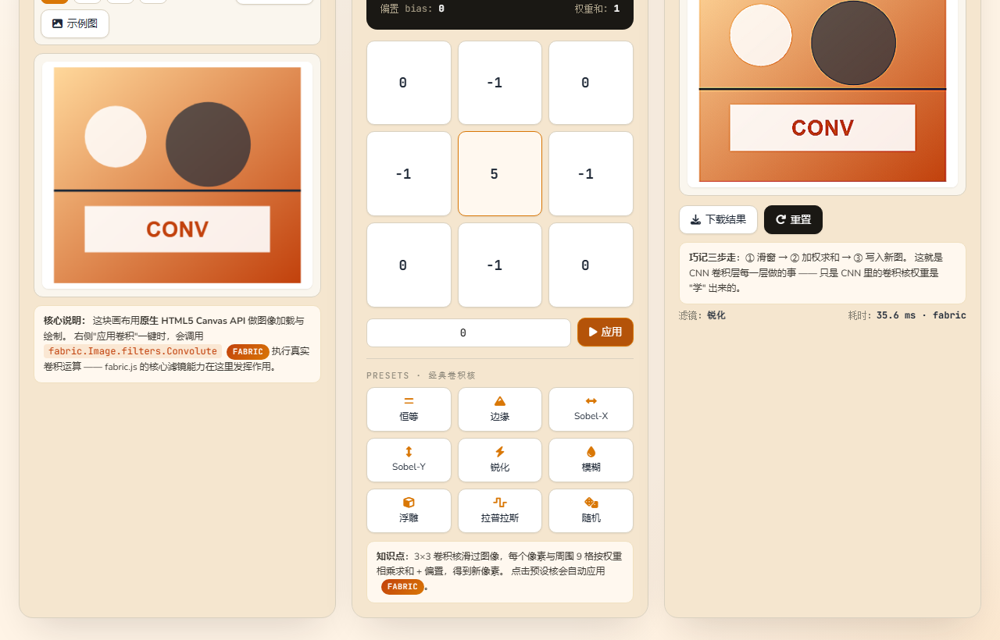 示例图
CONV
核心说明： 这块画布用原生 HTML5 Canvas API 做图像加载与
绘制。 右侧"应用卷积"一键时，会调用
fabric.Image.filters.Convolute FABRIC 执行真实
卷积运算 —— fabric.js 的核心滤镜能力在这里发挥作用。
偏置 bias: 0 权重和: 1
0 -1 0
-1 5 -1
0 -1 0
0 应用
PRESETS · 经典卷积核
恒等 边缘 Sobel-X
Sobel-Y 锐化 模糊
浮雕 拉普拉斯 随机
知识点： 3×3 卷积核滑过图像，每个像素与周围 9 格按权重
相乘求和 + 偏置，得到新像素。 点击预设核会自动应用
FABRIC 。
CONV
下载结果 重置
巧记三步走： ① 滑窗 → ② 加权求和 → ③ 写入新图。 这就是
CNN 卷积层每一层做的事 —— 只是 CNN 里的卷积核权重是
"学" 出来的。
滤镜: 锐化 耗时: 35.6 ms · fabric